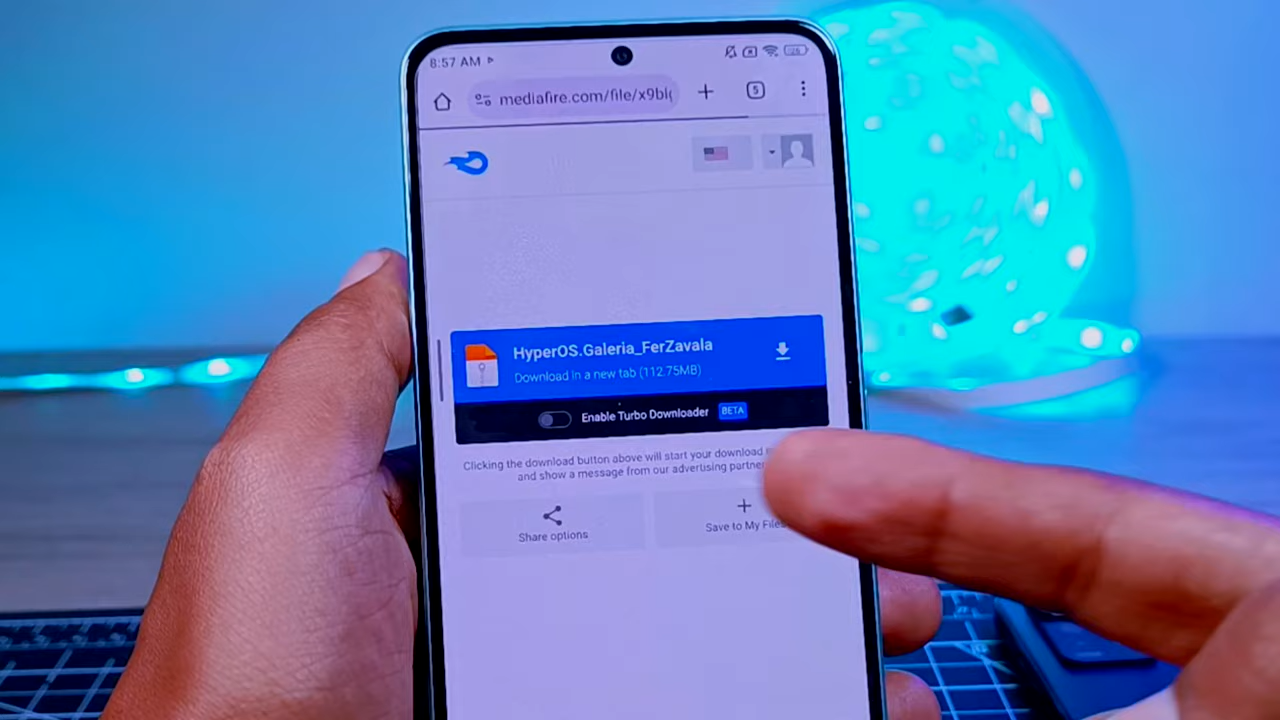 8:57 AM
mediafire.com/file/x9bl
5
HyperOS.Galeria_FerZavala
Download in a new tab (112.75MB)
Enable Turbo Downloader BETA
Clicking the download button above will start your download
and show a message from our advertising partner
Share options
Save to My Files